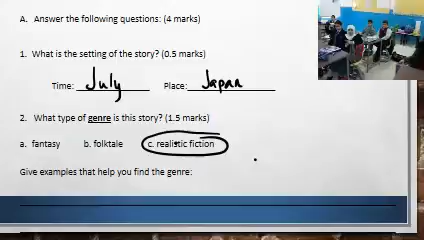 A. Answer the following questions: (4 marks)
1. What is the setting of the story? (0.5 marks)
Time: July Place: Japan
2. What type of genre is this story? (1.5 marks)
a. fantasy b. folktale c. realistic fiction
Give examples that help you find the genre: